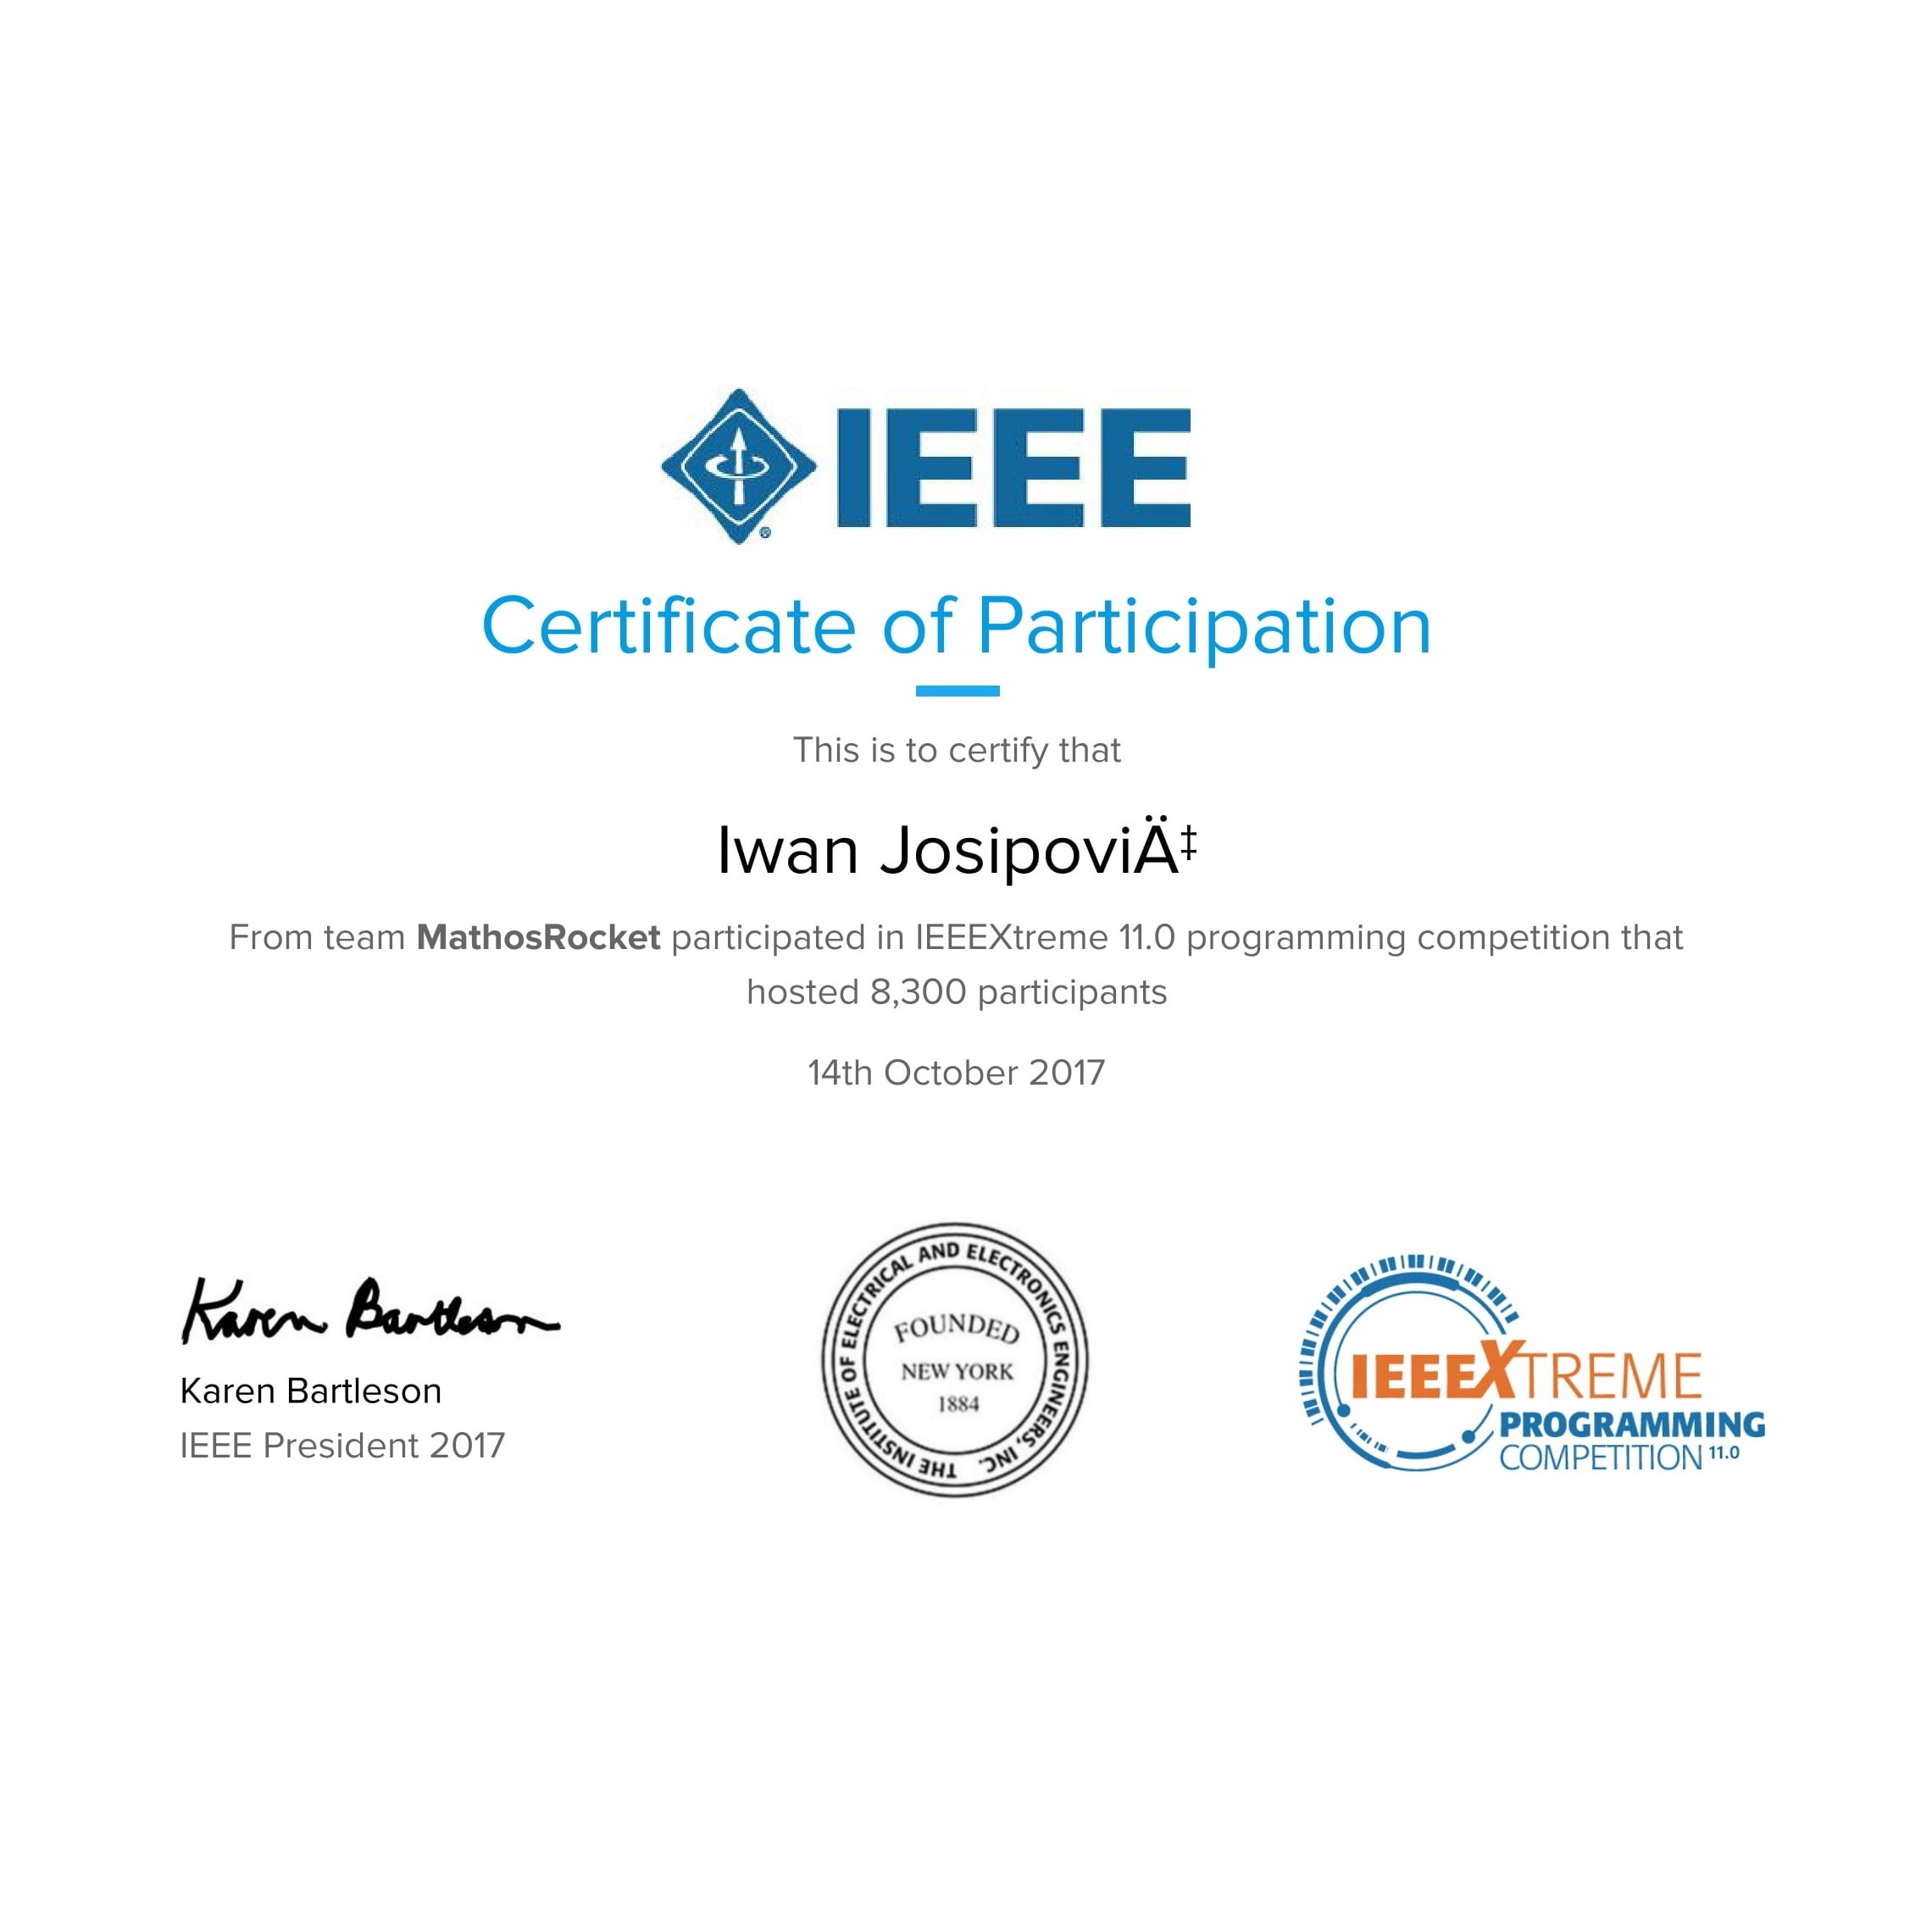 IEEE
Certificate of Participation
This is to certify that
Iwan JosipoviÄ‡
From team MathosRocket participated in IEEEXtreme 11.0 programming competition that
hosted 8,300 participants
14th October 2017
Karen Bartleson
Karen Bartleson
IEEE President 2017
THE INSTITUTE OF ELECTRICAL AND ELECTRONICS ENGINEERS, INC.
FOUNDED
NEW YORK
1884
IEEEXTREME
PROGRAMMING
COMPETITION 11.0